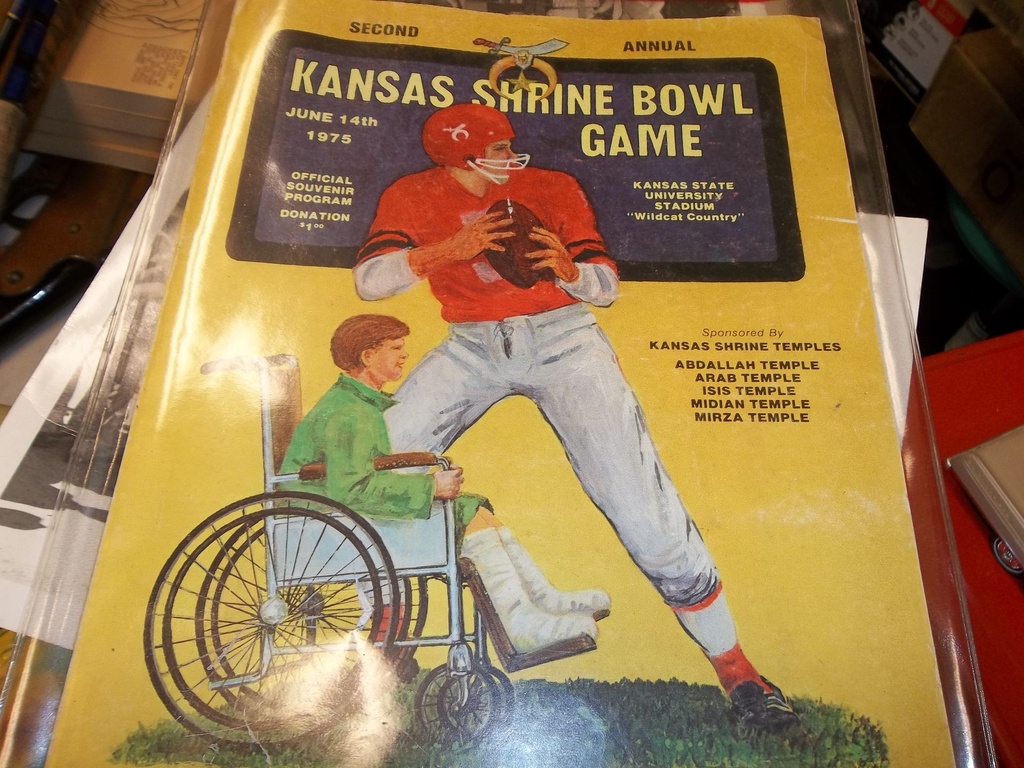 SECOND ANNUAL
KANSAS SHRINE BOWL
GAME
JUNE 14th
1975
OFFICIAL
SOUVENIR
PROGRAM
DONATION
$1.00
KANSAS STATE
UNIVERSITY
STADIUM
"Wildcat Country"
Sponsored By
KANSAS SHRINE TEMPLES
ABDALLAH TEMPLE
ARAB TEMPLE
ISIS TEMPLE
MIDIAN TEMPLE
MIRZA TEMPLE